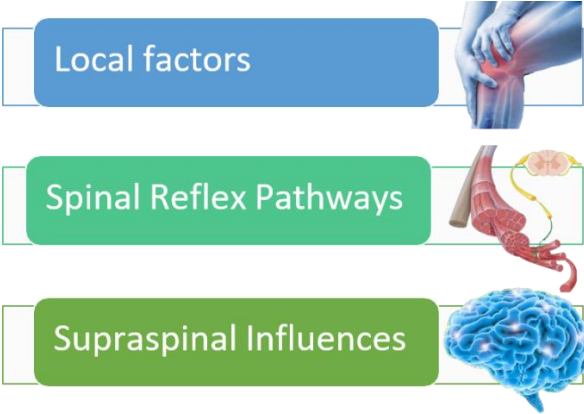 Local factors
Spinal Reflex Pathways
Supraspinal Influences